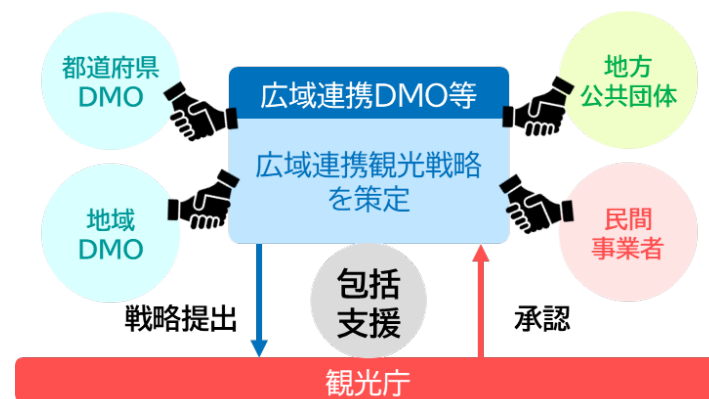 都道府県
DMO
広域連携DMO等
地方
公共団体
広域連携観光戦略
を策定
地域
DMO
民間
事業者
戦略提出
包括
支援
承認
観光庁